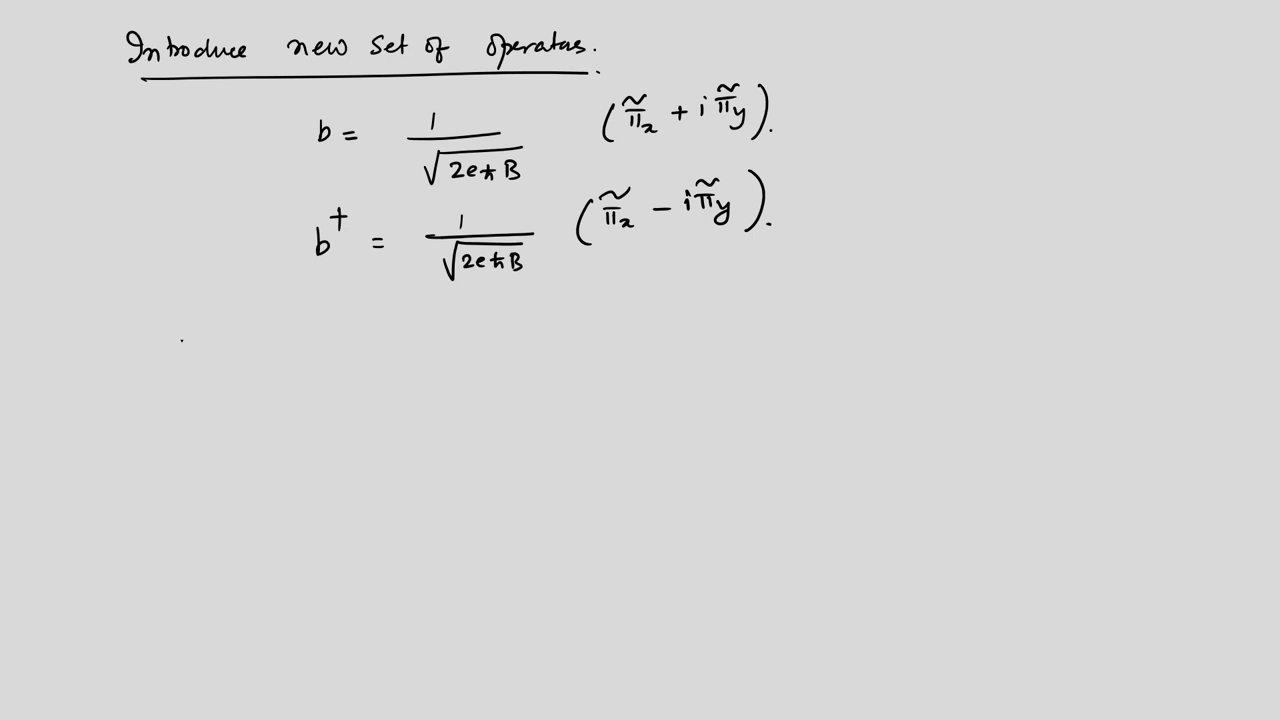 Introduce new set of operators.
b = 1/√(2eℏB) (π̃x + i π̃y).
b† = 1/√(2eℏB) (π̃x − i π̃y).